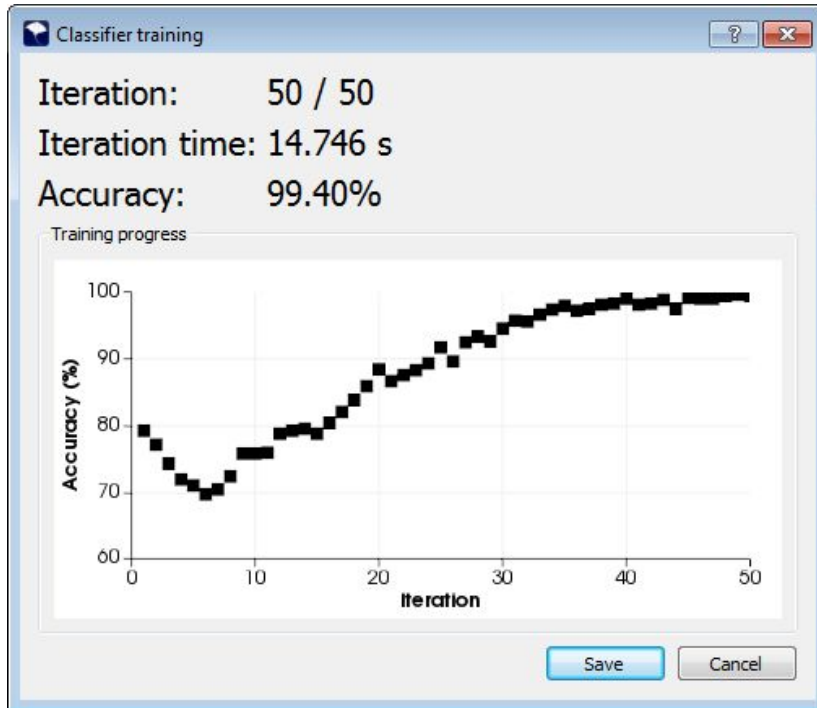 Classifier training
Iteration: 50 / 50
Iteration time: 14.746 s
Accuracy: 99.40%
Training progress
100
90
80
70
60
Accuracy (%)
0 10 20 30 40 50
Iteration
Save Cancel